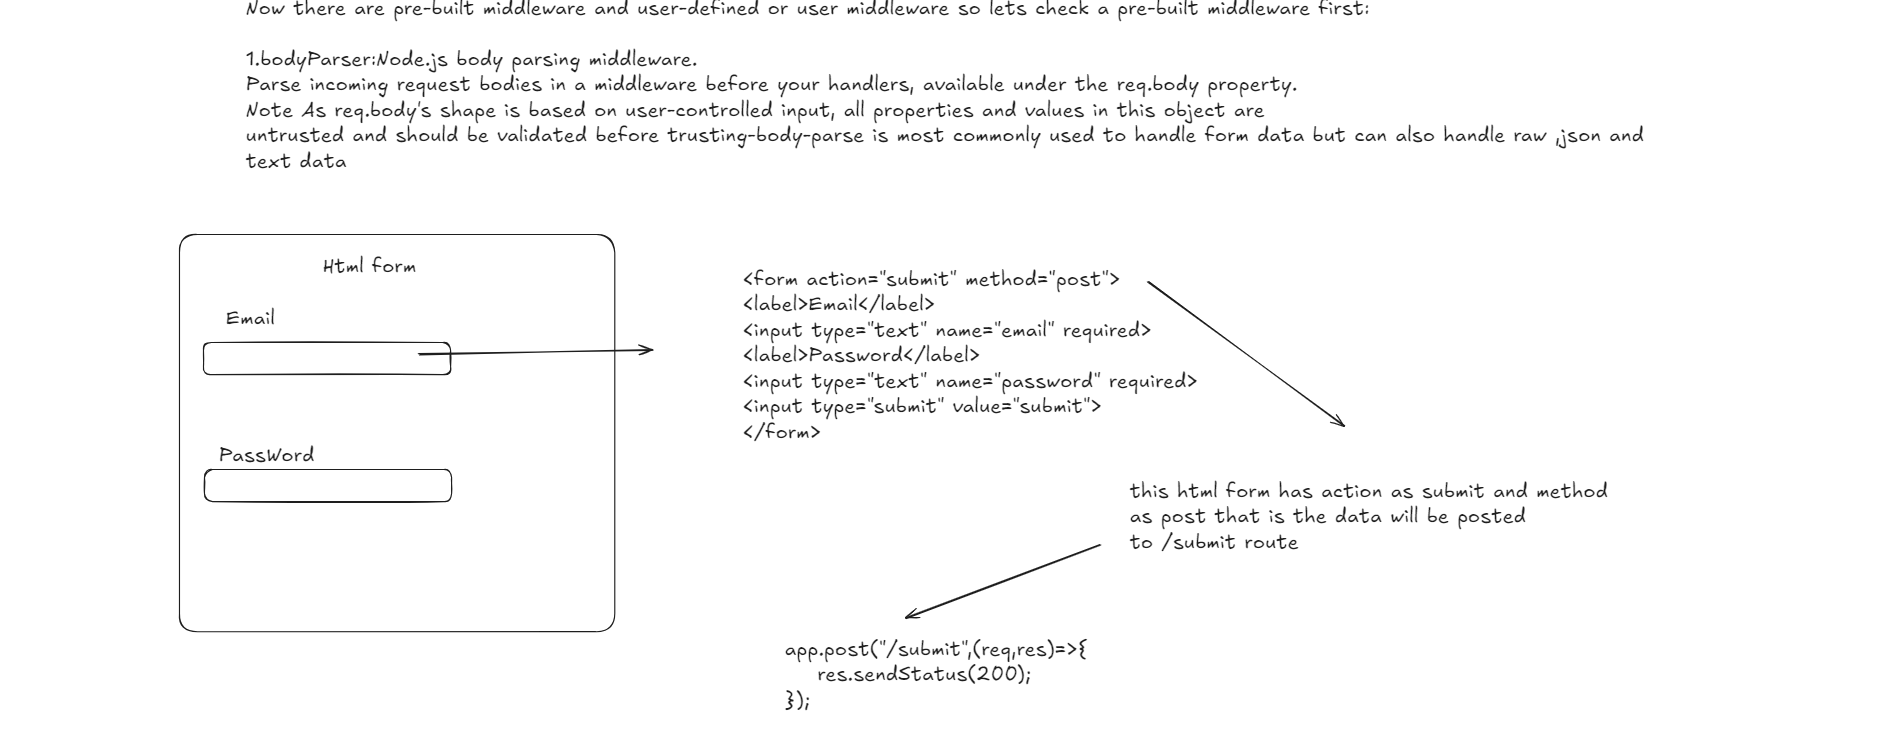 Now there are pre-built middleware and user-defined or user middleware so lets check a pre-built middleware first:
1.bodyParser:Node.js body parsing middleware.
Parse incoming request bodies in a middleware before your handlers, available under the req.body property.
Note As req.body's shape is based on user-controlled input, all properties and values in this object are
untrusted and should be validated before trusting-body-parse is most commonly used to handle form data but can also handle raw ,json and
text data
Html form
Email
PassWord
<form action="submit" method="post">
<label>Email</label>
<input type="text" name="email" required>
<label>Password</label>
<input type="text" name="password" required>
<input type="submit" value="submit">
</form>
this html form has action as submit and method
as post that is the data will be posted
to /submit route
app.post("/submit",(req,res)=>{
res.sendStatus(200);
});